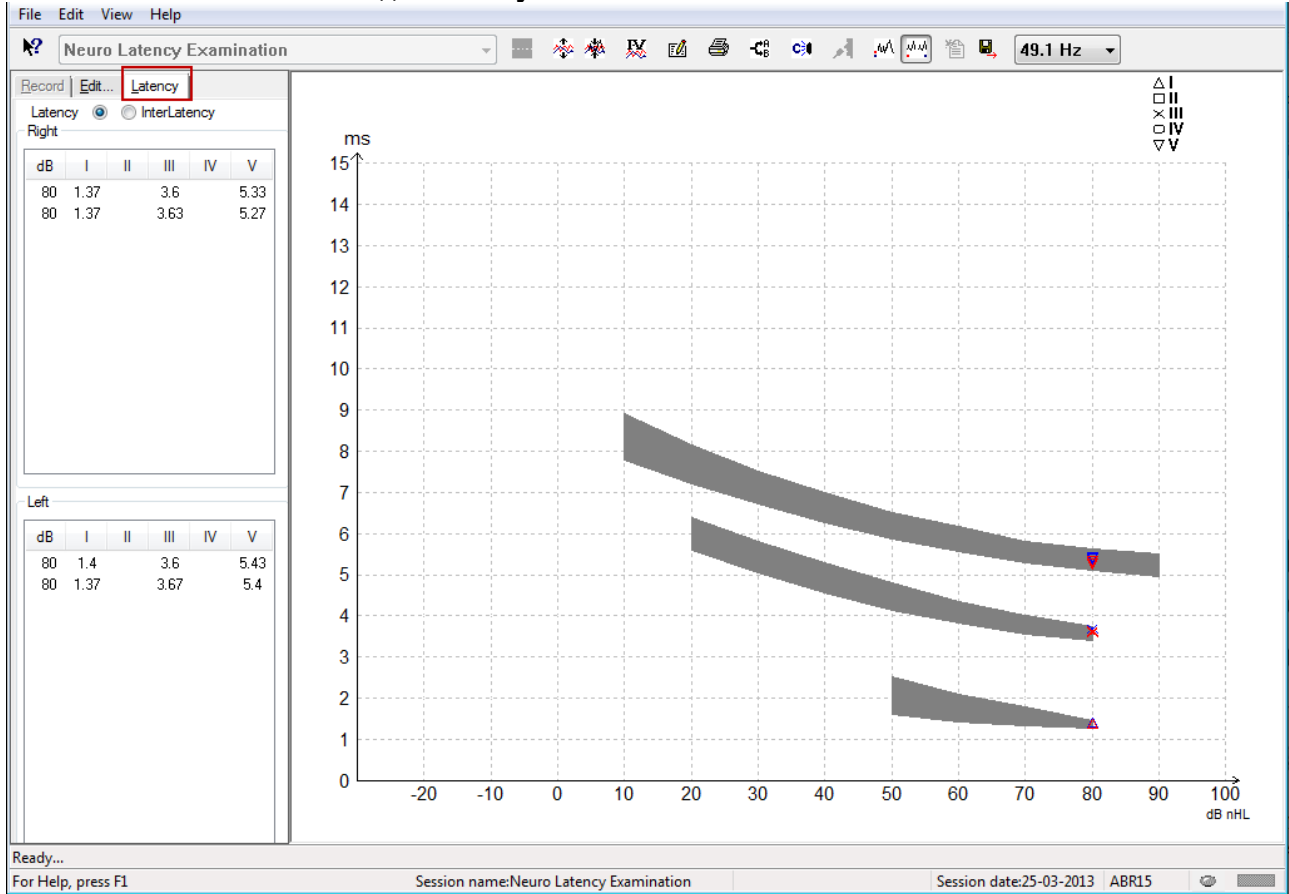 File Edit View Help
Neuro Latency Examination 49.1 Hz
Record Edit... Latency
Latency InterLatency
Right
dB I II III IV V
80 1.37 3.6 5.33
80 1.37 3.63 5.27
Left
dB I II III IV V
80 1.4 3.6 5.43
80 1.37 3.67 5.4
I
II
III
IV
V
ms
15
14
13
12
11
10
9
8
7
6
5
4
3
2
1
0
-20 -10 0 10 20 30 40 50 60 70 80 90 100
dB nHL
Ready...
For Help, press F1 Session name:Neuro Latency Examination Session date:25-03-2013 ABR15